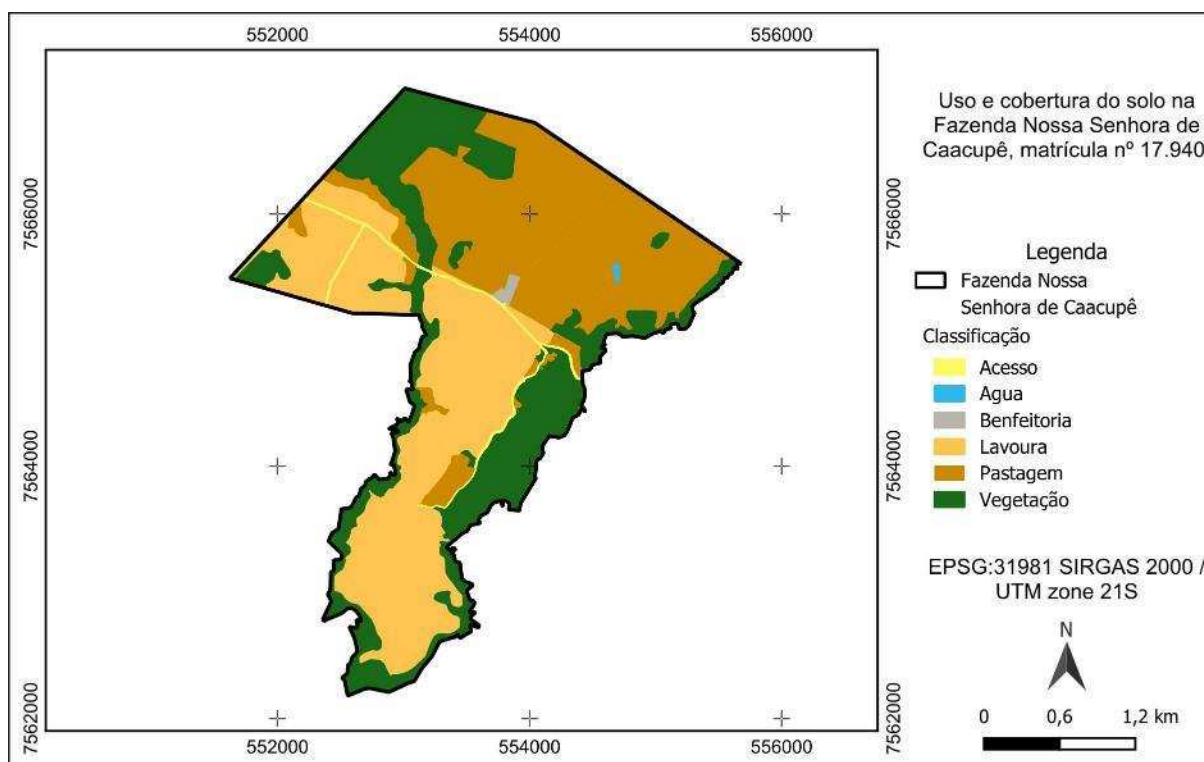 552000
554000
556000
Uso e cobertura do solo na
Fazenda Nossa Senhora de
Caacupê, matrícula nº 17.940
7566000
7566000
Legenda
Fazenda Nossa
Senhora de Caacupê
Classificação
Acesso
Agua
Benfeitoria
Lavoura
Pastagem
Vegetação
7564000
7564000
EPSG:31981 SIRGAS 2000 /
UTM zone 21S
N
7562000
7562000
0
0,6
1,2 km
552000
554000
556000